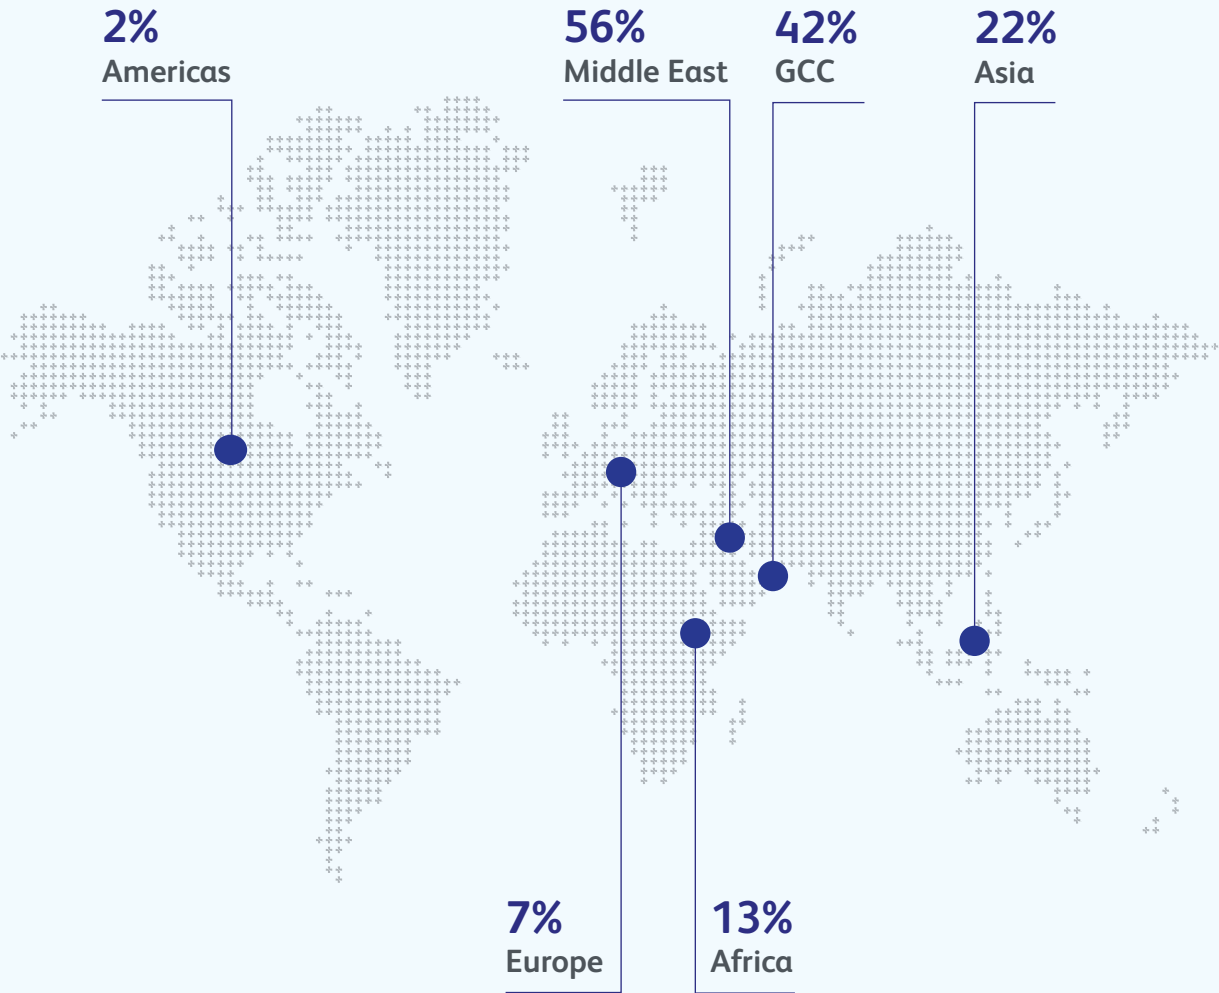 2%
Americas
56%
Middle East
42%
GCC
22%
Asia
7%
Europe
13%
Africa